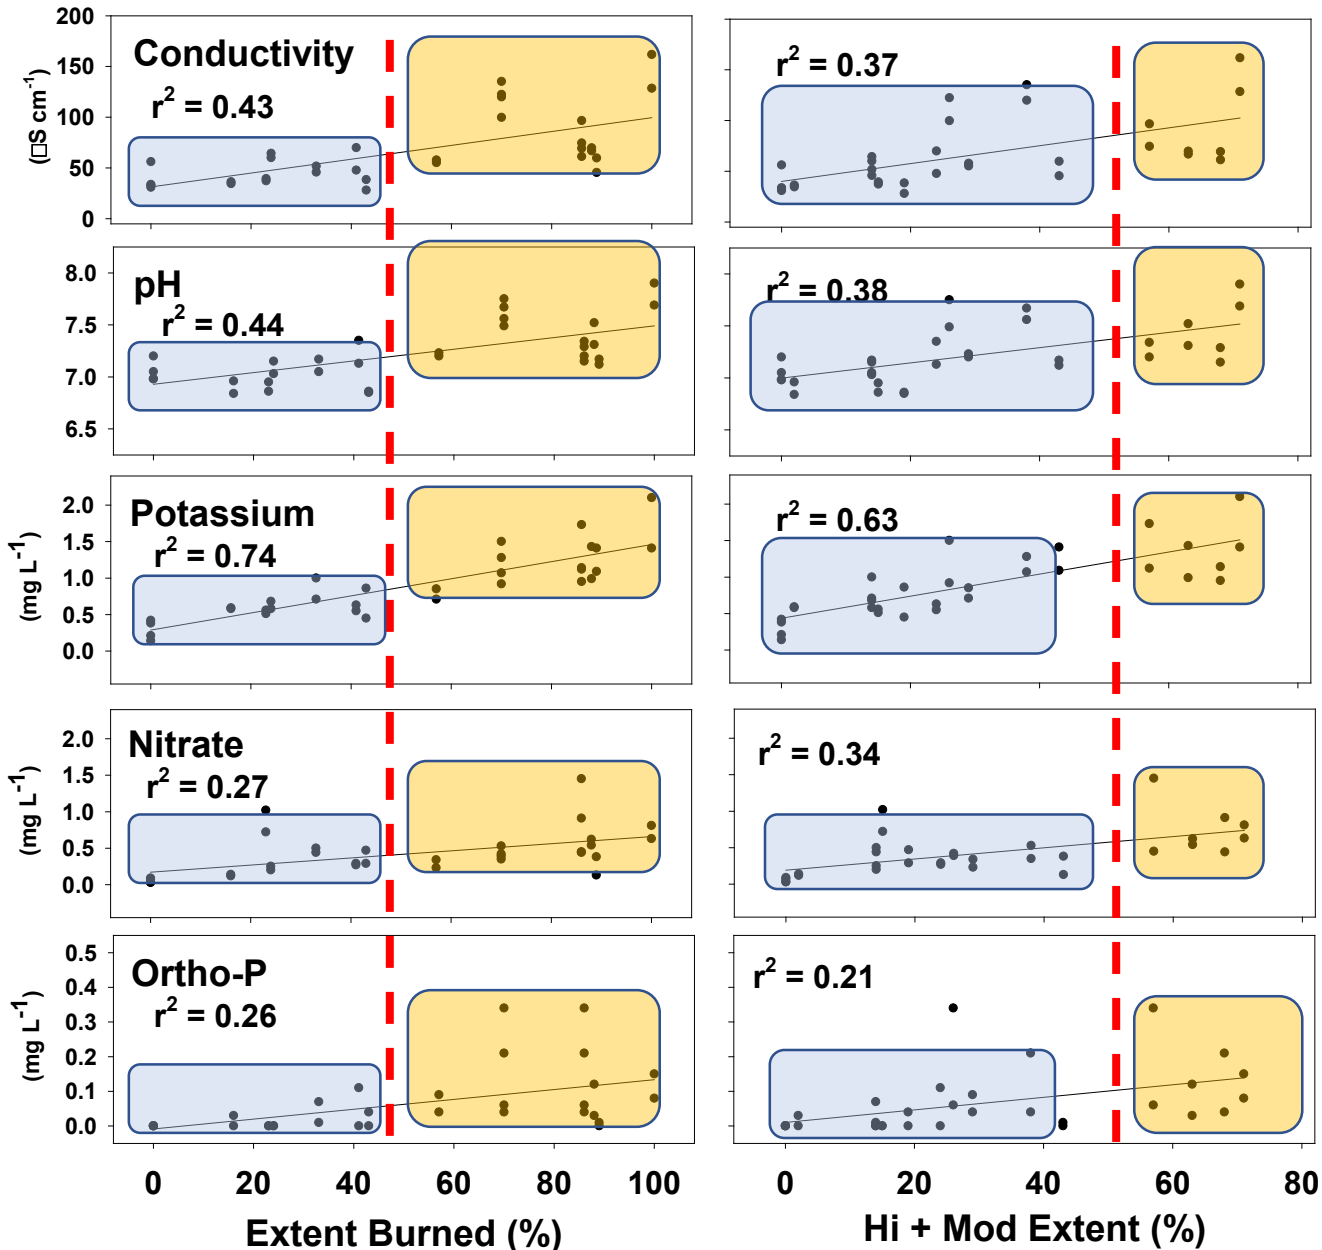 200
150
100
50
0
(□S cm-1)
Conductivity
r2 = 0.43
r2 = 0.37
8.0
7.5
7.0
6.5
pH
r2 = 0.44
r2 = 0.38
2.0
1.5
1.0
0.5
0.0
(mg L-1)
Potassium
r2 = 0.74
r2 = 0.63
2.0
1.5
1.0
0.5
0.0
(mg L-1)
Nitrate
r2 = 0.27
r2 = 0.34
0.5
0.4
0.3
0.2
0.1
0.0
(mg L-1)
Ortho-P
r2 = 0.26
r2 = 0.21
0 20 40 60 80 100
0 20 40 60 80
Extent Burned (%)
Hi + Mod Extent (%)